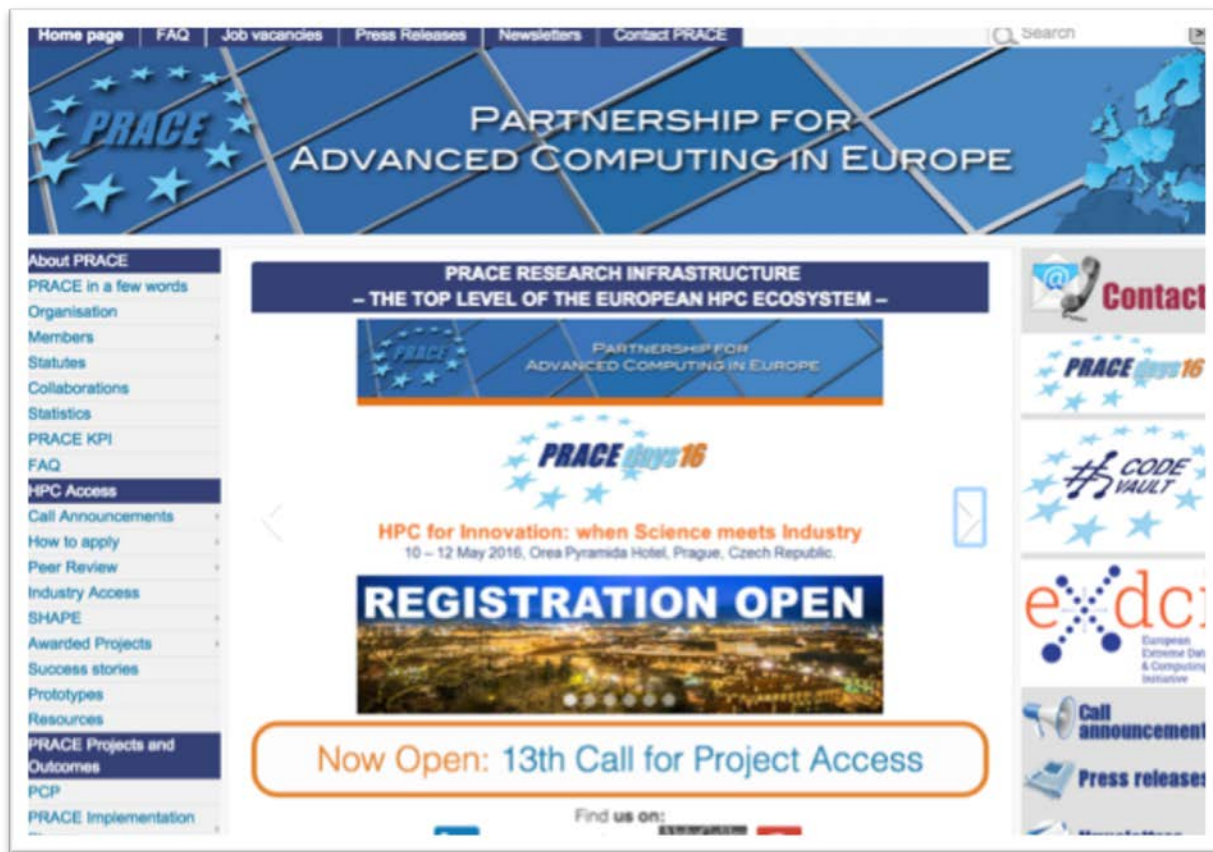 Home page
FAQ
Job vacancies
Press Releases
Newsletters
Contact PRACE
Search
PRACE
PARTNERSHIP FOR
ADVANCED COMPUTING IN EUROPE
About PRACE
PRACE in a few words
Organisation
Members
Statutes
Collaborations
Statistics
PRACE KPI
FAQ
HPC Access
Call Announcements
How to apply
Peer Review
Industry Access
SHAPE
Awarded Projects
Success stories
Prototypes
Resources
PRACE Projects and
Outcomes
PCP
PRACE Implementation
PRACE RESEARCH INFRASTRUCTURE
– THE TOP LEVEL OF THE EUROPEAN HPC ECOSYSTEM –
PRACE
PARTNERSHIP FOR
ADVANCED COMPUTING IN EUROPE
PRACE days16
HPC for Innovation: when Science meets Industry
10 – 12 May 2016, Orea Pyramida Hotel, Prague, Czech Republic.
REGISTRATION OPEN
Now Open: 13th Call for Project Access
Find us on:
@
Contact
PRACE days16
CODE
VAULT
exdci
European
Extreme Dat
& Computing
Initiative
Call
announcement
Press releases